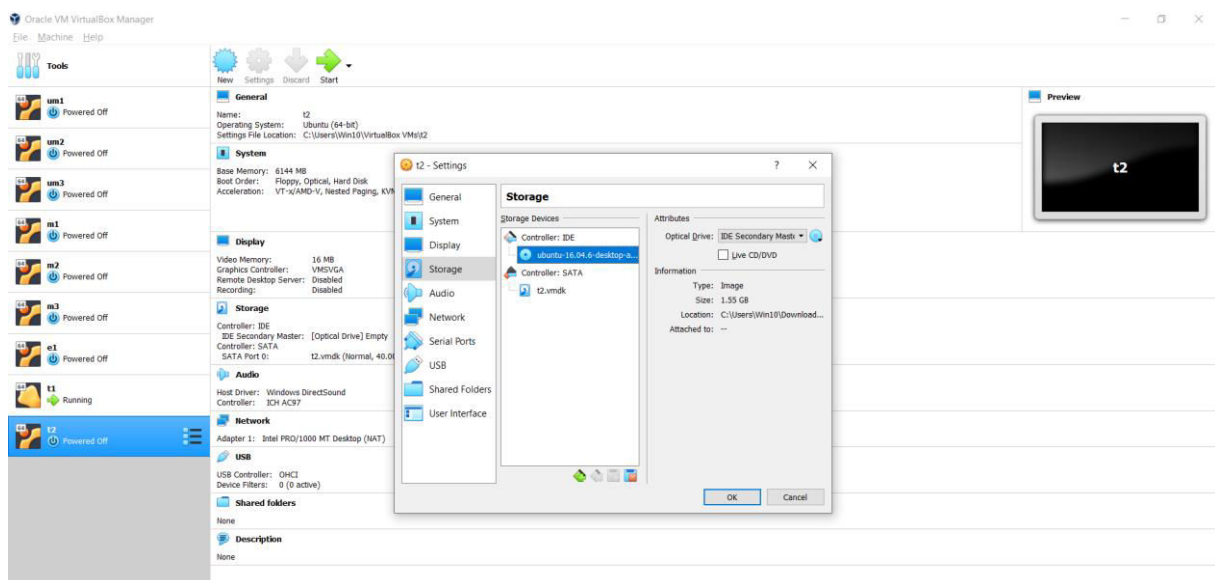 Oracle VM VirtualBox Manager
File Machine Help
Tools
New Settings Discard Start
um1
Powered Off
um2
Powered Off
um3
Powered Off
m1
Powered Off
m2
Powered Off
m3
Powered Off
e1
Powered Off
t1
Running
t2
Powered Off
General
Name: t2
Operating System: Ubuntu (64-bit)
Settings File Location: C:\Users\Win10\VirtualBox VMs\t2
System
Base Memory: 6144 MB
Boot Order: Floppy, Optical, Hard Disk
Acceleration: VT-x/AMD-V, Nested Paging, KVM
Display
Video Memory: 16 MB
Graphics Controller: VMSVGA
Remote Desktop Server: Disabled
Recording: Disabled
Storage
Controller: IDE
IDE Secondary Master: [Optical Drive] Empty
Controller: SATA
SATA Port 0: t2.vmdk (Normal, 40.00
Audio
Host Driver: Windows DirectSound
Controller: ICH AC97
Network
Adapter 1: Intel PRO/1000 MT Desktop (NAT)
USB
USB Controller: OHCI
Device Filters: 0 (0 active)
Shared folders
None
Description
None
Preview
t2
t2 - Settings ?
General
System
Display
Storage
Audio
Network
Serial Ports
USB
Shared Folders
User Interface
Storage
Storage Devices
Controller: IDE
ubuntu-16.04.6-desktop-a...
Controller: SATA
t2.vmdk
Attributes
Optical Drive: IDE Secondary Maste
Live CD/DVD
Information
Type: Image
Size: 1.55 GB
Location: C:\Users\Win10\Download...
Attached to: --
OK Cancel